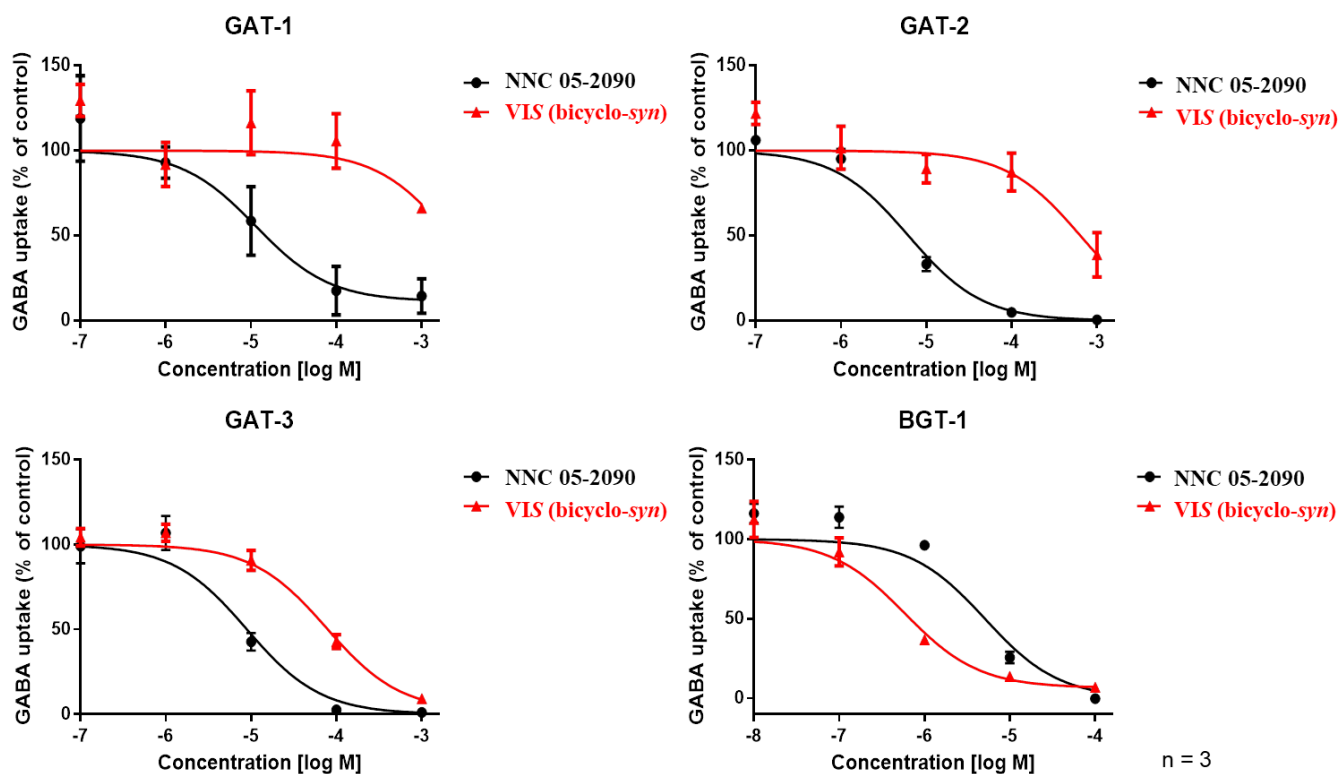 GAT-1
GABA uptake (% of control)
150
100
50
0
-7 -6 -5 -4 -3
Concentration [log M]
NNC 05-2090
VIS (bicyclo-syn)
GAT-2
GABA uptake (% of control)
150
100
50
0
-7 -6 -5 -4 -3
Concentration [log M]
NNC 05-2090
VIS (bicyclo-syn)
GAT-3
GABA uptake (% of control)
150
100
50
0
-7 -6 -5 -4 -3
Concentration [log M]
NNC 05-2090
VIS (bicyclo-syn)
BGT-1
GABA uptake (% of control)
150
100
50
0
-8 -7 -6 -5 -4
Concentration [log M]
NNC 05-2090
VIS (bicyclo-syn)
n = 3